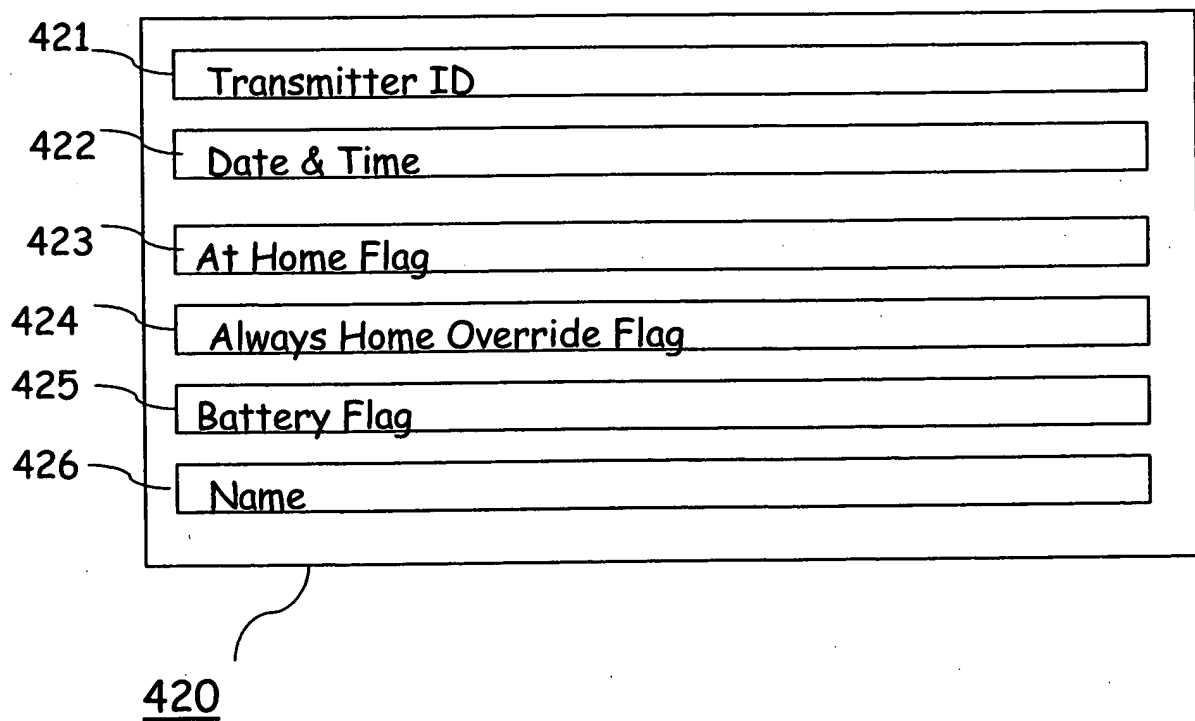 421
Transmitter ID
422
Date & Time
423
At Home Flag
424
Always Home Override Flag
425
Battery Flag
426
Name
420